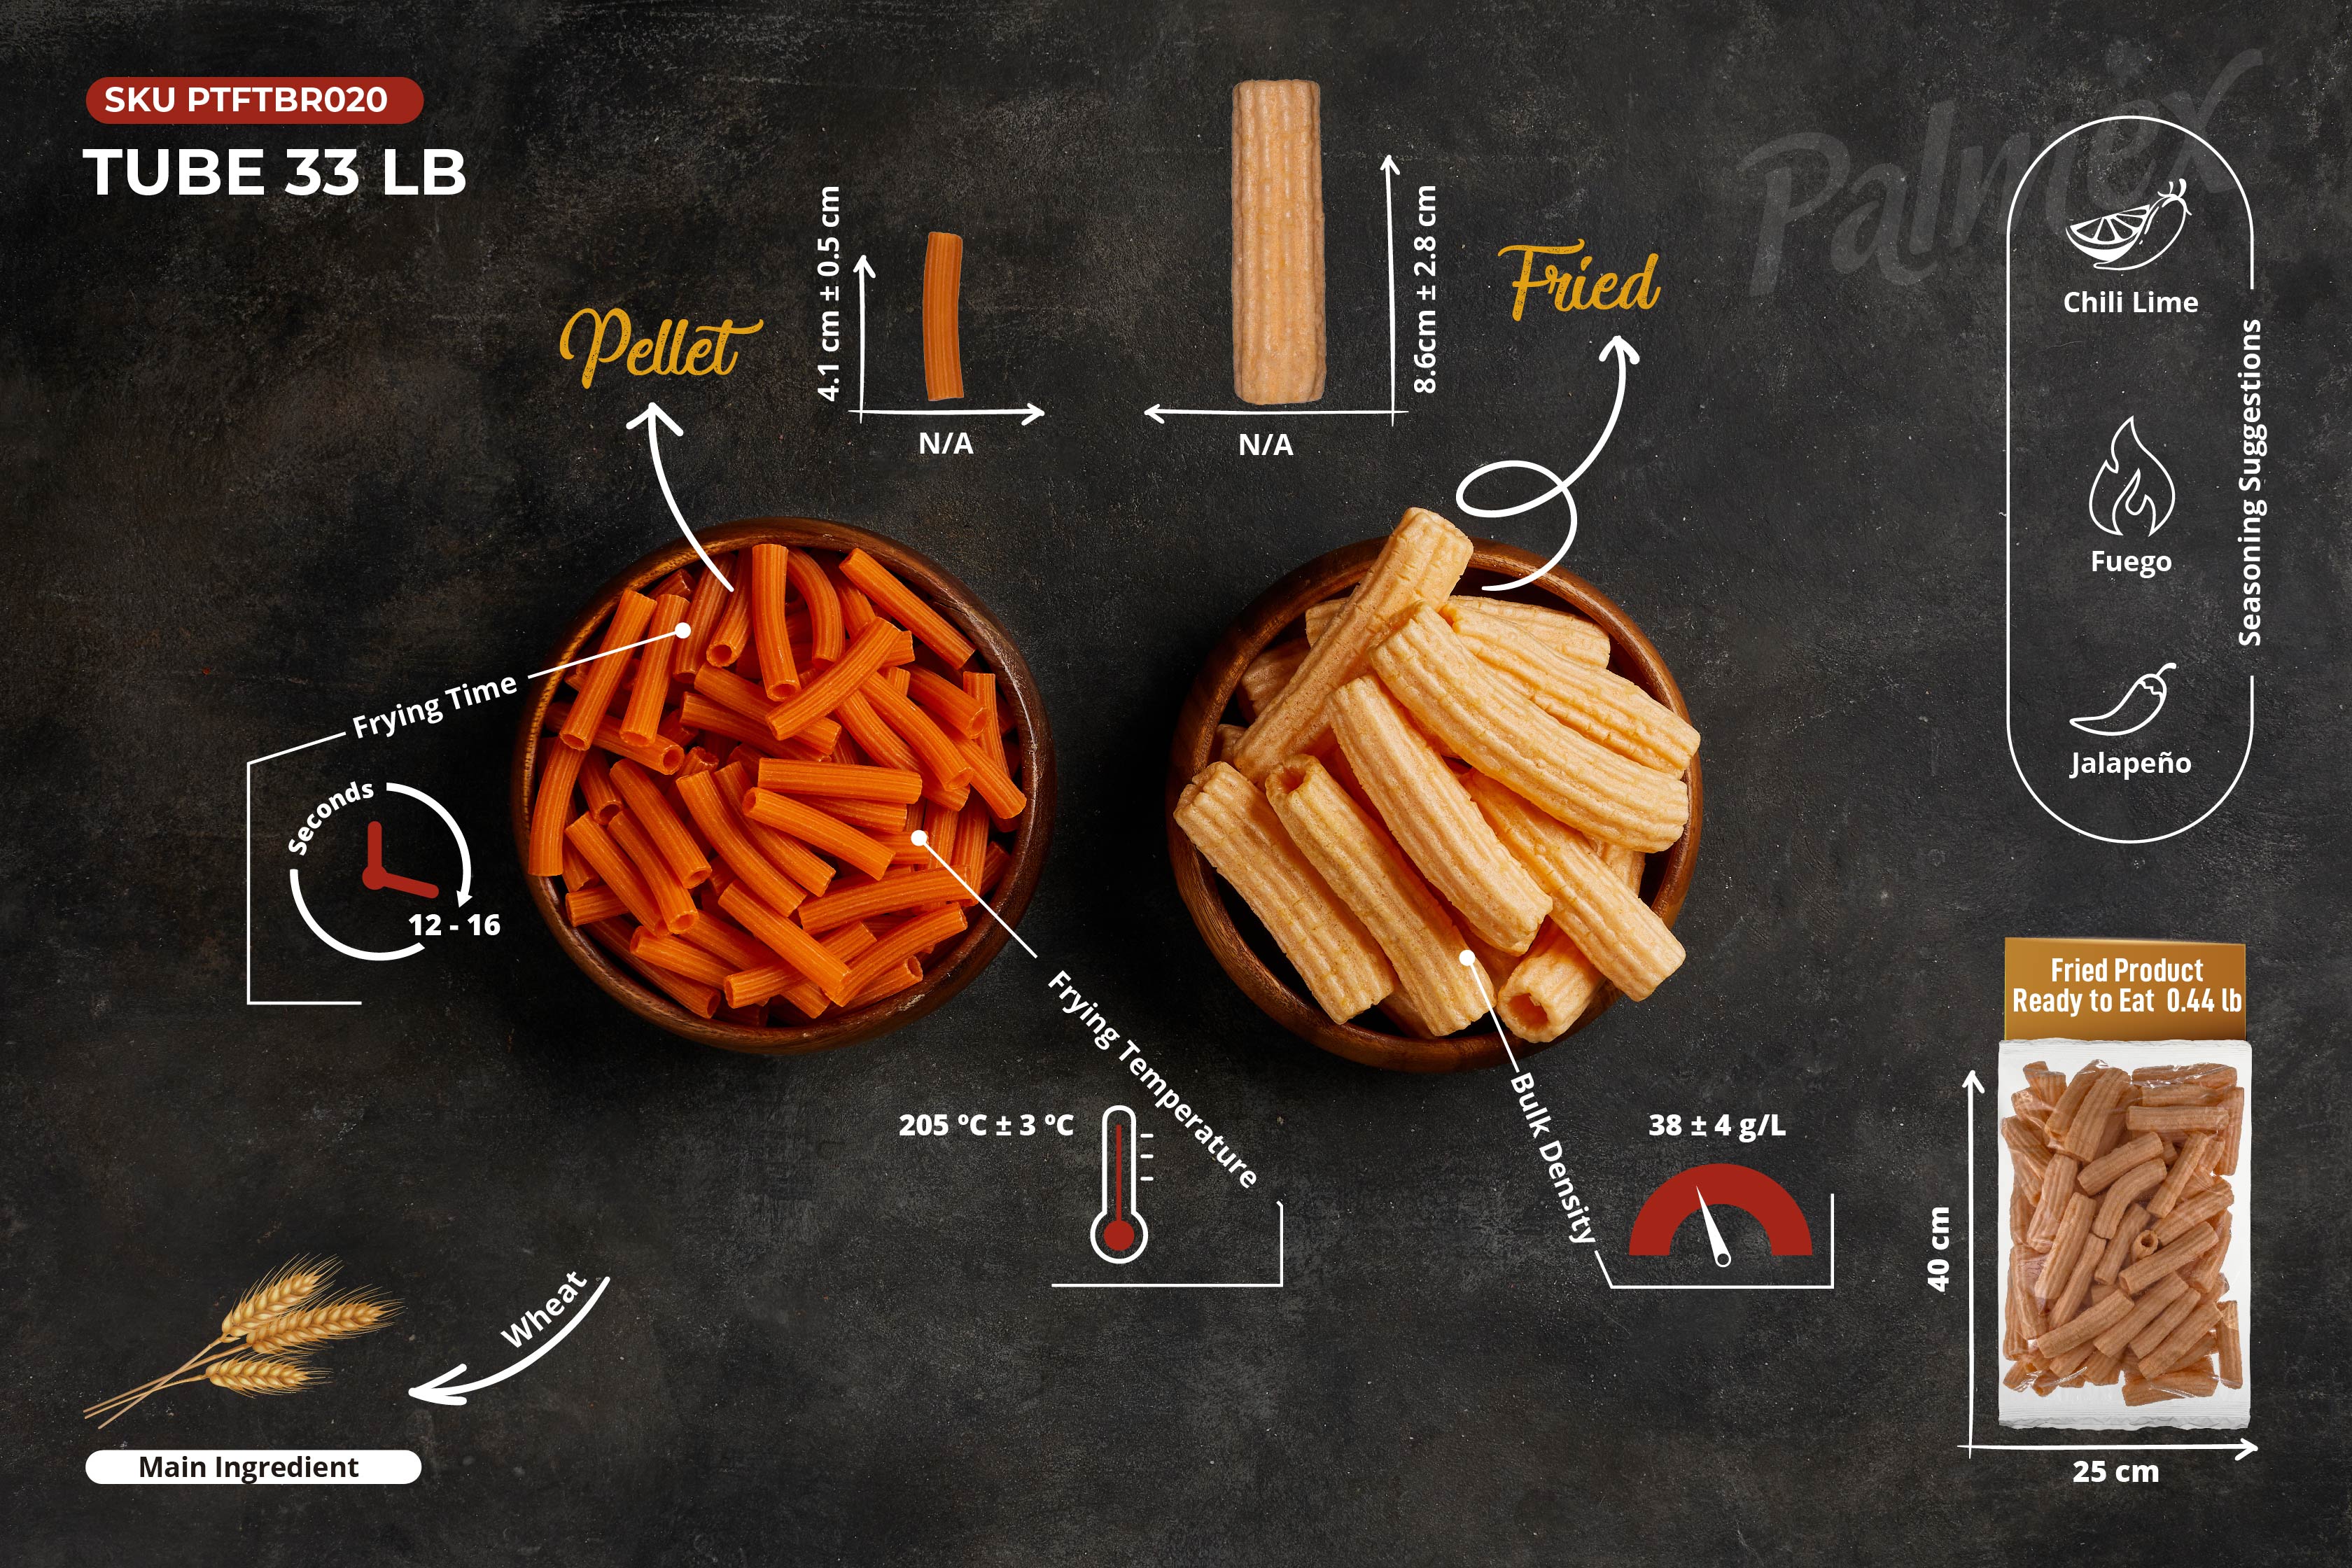 SKU PTFTBR020
TUBE 33 LB
Palmex
Pellet
4.1 cm ± 0.5 cm
N/A
8.6cm ± 2.8 cm
N/A
Fried
Chili Lime
Fuego
Jalapeño
Seasoning Suggestions
Frying Time
Seconds
12 - 16
Frying Temperature
205 ºC ± 3 ºC
Bulk Density
38 ± 4 g/L
Fried Product
Ready to Eat 0.44 lb
40 cm
25 cm
Wheat
Main Ingredient